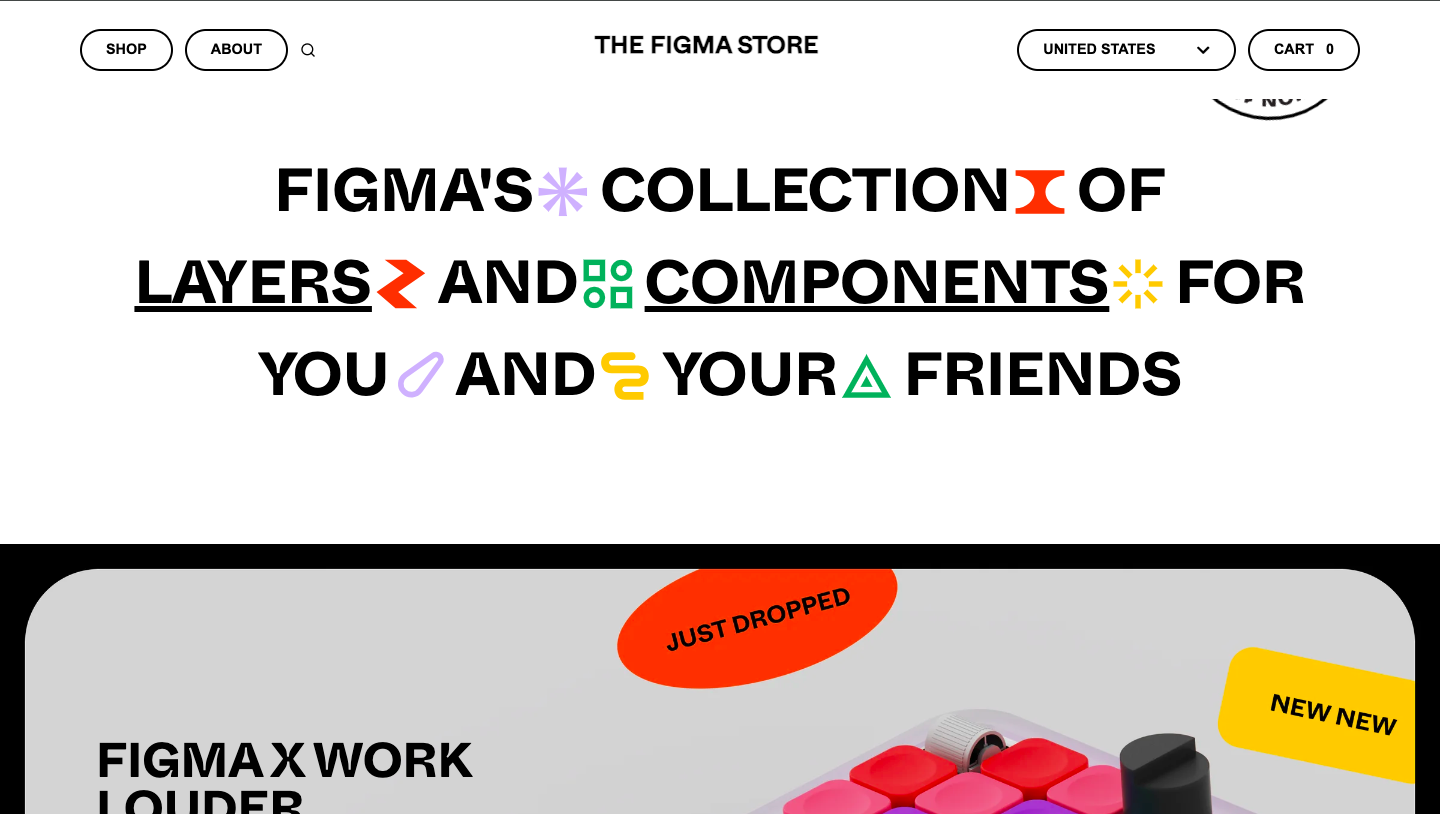 SHOP
ABOUT
THE FIGMA STORE
UNITED STATES
CART 0
FIGMA'S COLLECTION OF
LAYERS AND COMPONENTS FOR
YOU AND YOUR FRIENDS
JUST DROPPED
NEW NEW
FIGMA X WORK
LOUDER